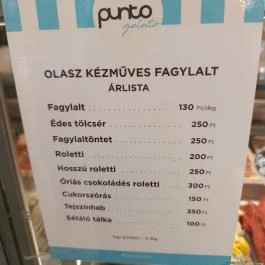 punto
gelato
OLASZ KÉZMŰVES FAGYLALT
ÁRLISTA
Fagylalt 130 Ft/dkg
Édes tölcsér 250 Ft
Fagylaltöntet 250 Ft
Roletti 200 Ft
Hosszú roletti 250 Ft
Óriás csokoládés roletti 300 Ft
Cukorszórás 150 Ft
Tejszínhab 350 Ft
Sétáló tálka 100 Ft